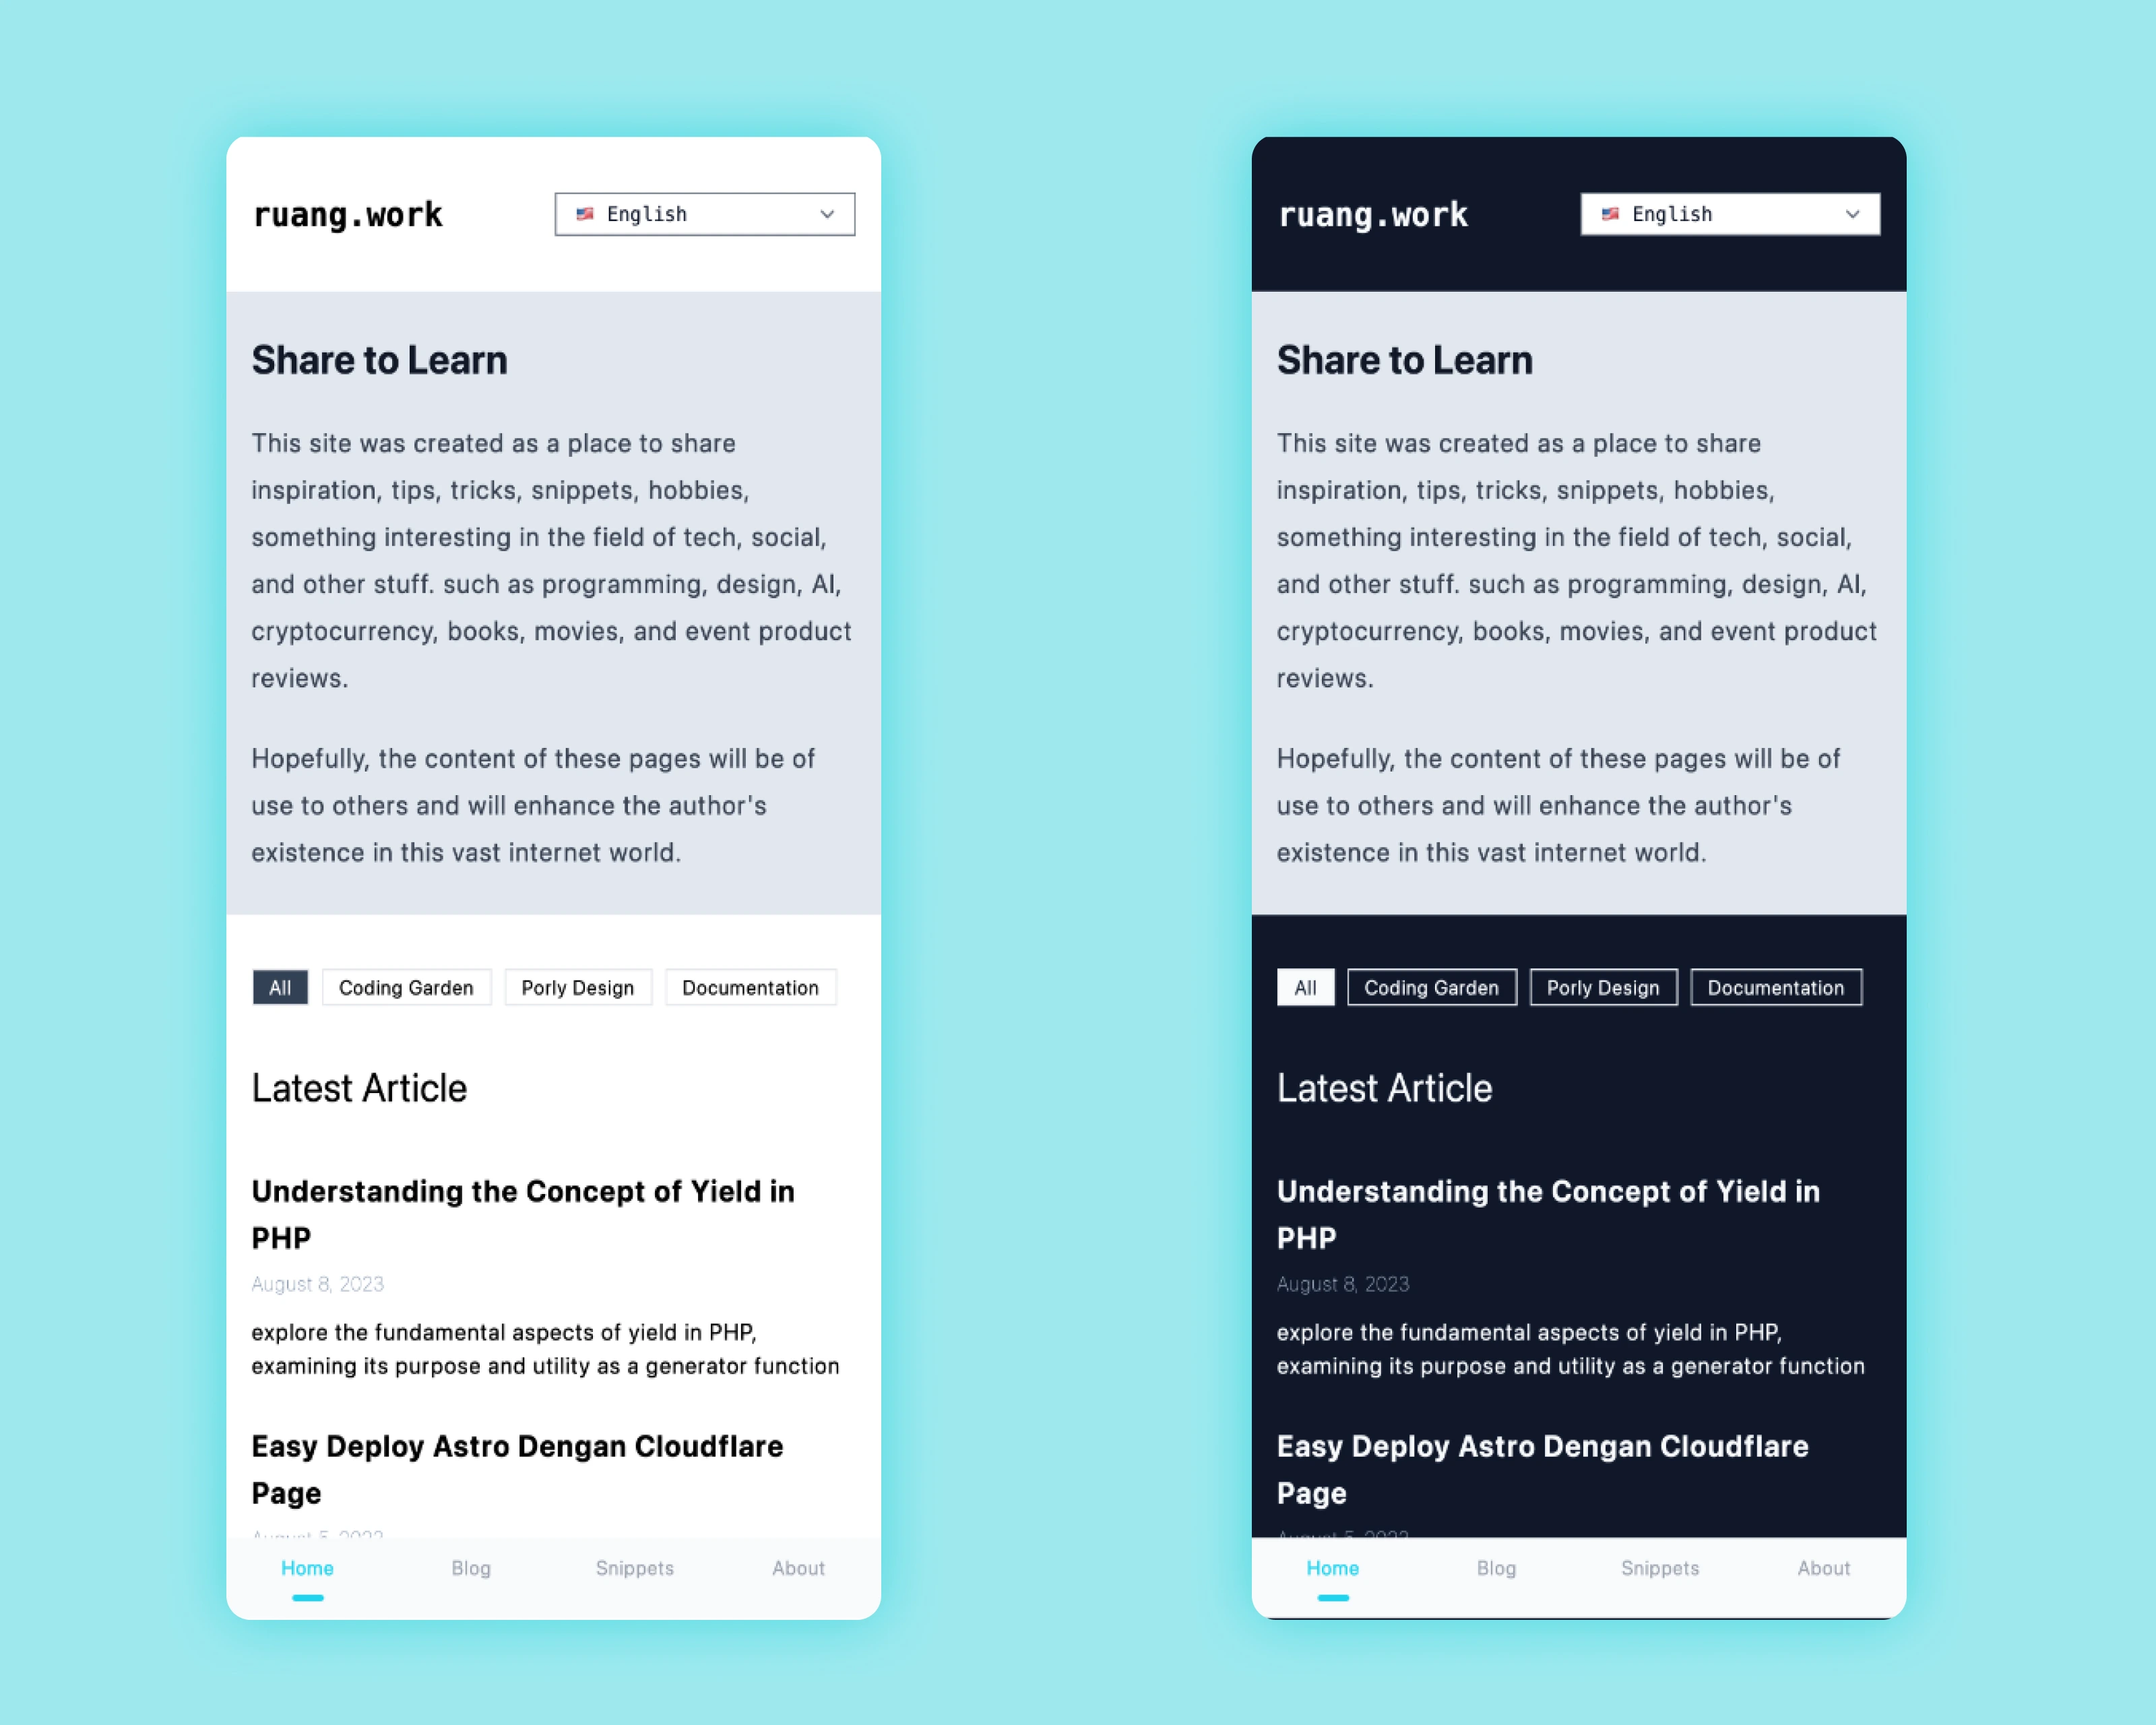 ruang.work
English
Share to Learn
This site was created as a place to share
inspiration, tips, tricks, snippets, hobbies,
something interesting in the field of tech, social,
and other stuff. such as programming, design, AI,
cryptocurrency, books, movies, and event product
reviews.
Hopefully, the content of these pages will be of
use to others and will enhance the author's
existence in this vast internet world.
All Coding Garden Porly Design Documentation
Latest Article
Understanding the Concept of Yield in
PHP
August 8, 2023
explore the fundamental aspects of yield in PHP,
examining its purpose and utility as a generator function
Easy Deploy Astro Dengan Cloudflare
Page
August 5, 2023
Home Blog Snippets About
ruang.work
English
Share to Learn
This site was created as a place to share
inspiration, tips, tricks, snippets, hobbies,
something interesting in the field of tech, social,
and other stuff. such as programming, design, AI,
cryptocurrency, books, movies, and event product
reviews.
Hopefully, the content of these pages will be of
use to others and will enhance the author's
existence in this vast internet world.
All Coding Garden Porly Design Documentation
Latest Article
Understanding the Concept of Yield in
PHP
August 8, 2023
explore the fundamental aspects of yield in PHP,
examining its purpose and utility as a generator function
Easy Deploy Astro Dengan Cloudflare
Page
August 5, 2023
Home Blog Snippets About